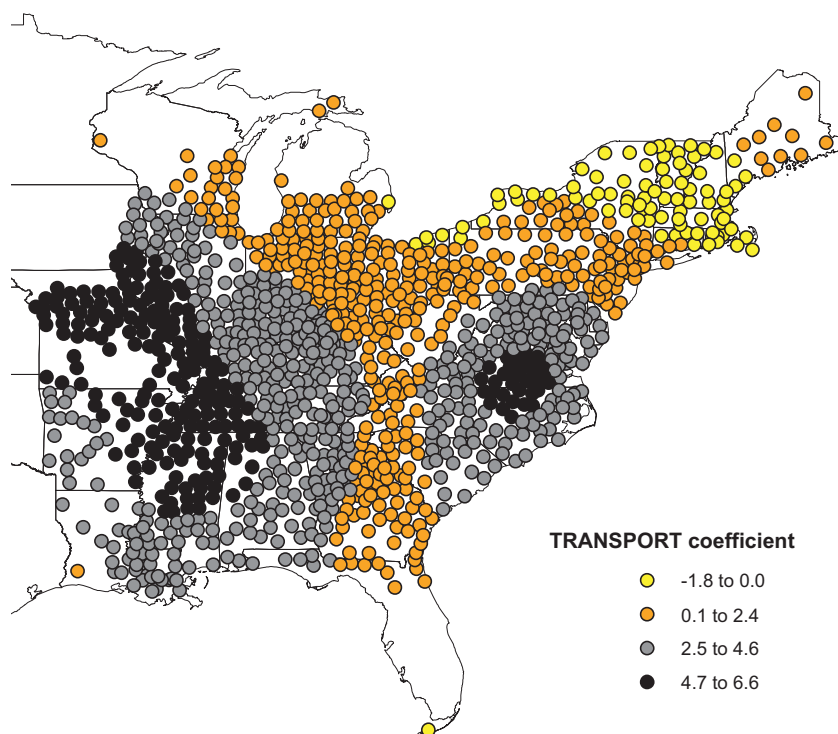 TRANSPORT coefficient
-1.8 to 0.0
0.1 to 2.4
2.5 to 4.6
4.7 to 6.6